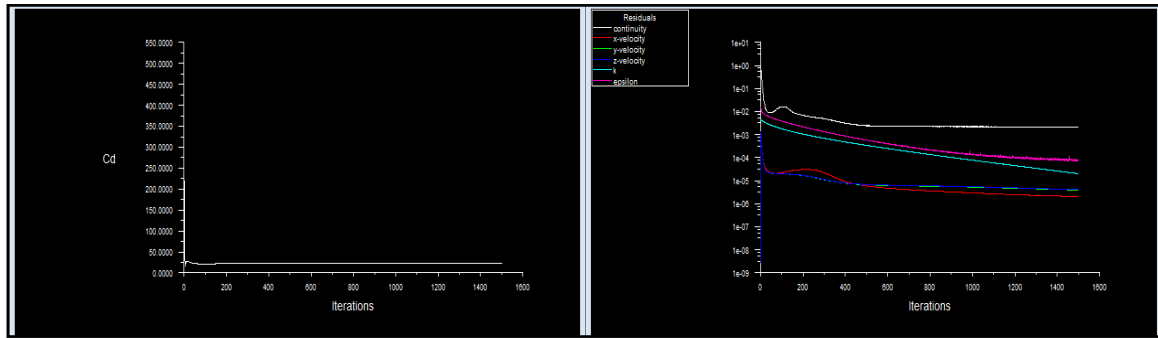 550.0000
500.0000
450.0000
400.0000
350.0000
300.0000
250.0000
200.0000
150.0000
100.0000
50.0000
0.0000
Cd
0 200 400 600 800 1000 1200 1400 1600
Iterations
Residuals
continuity
x-velocity
y-velocity
z-velocity
k
epsilon
1e+01
1e+00
1e-01
1e-02
1e-03
1e-04
1e-05
1e-06
1e-07
1e-08
1e-09
0 200 400 600 800 1000 1200 1400 1600
Iterations